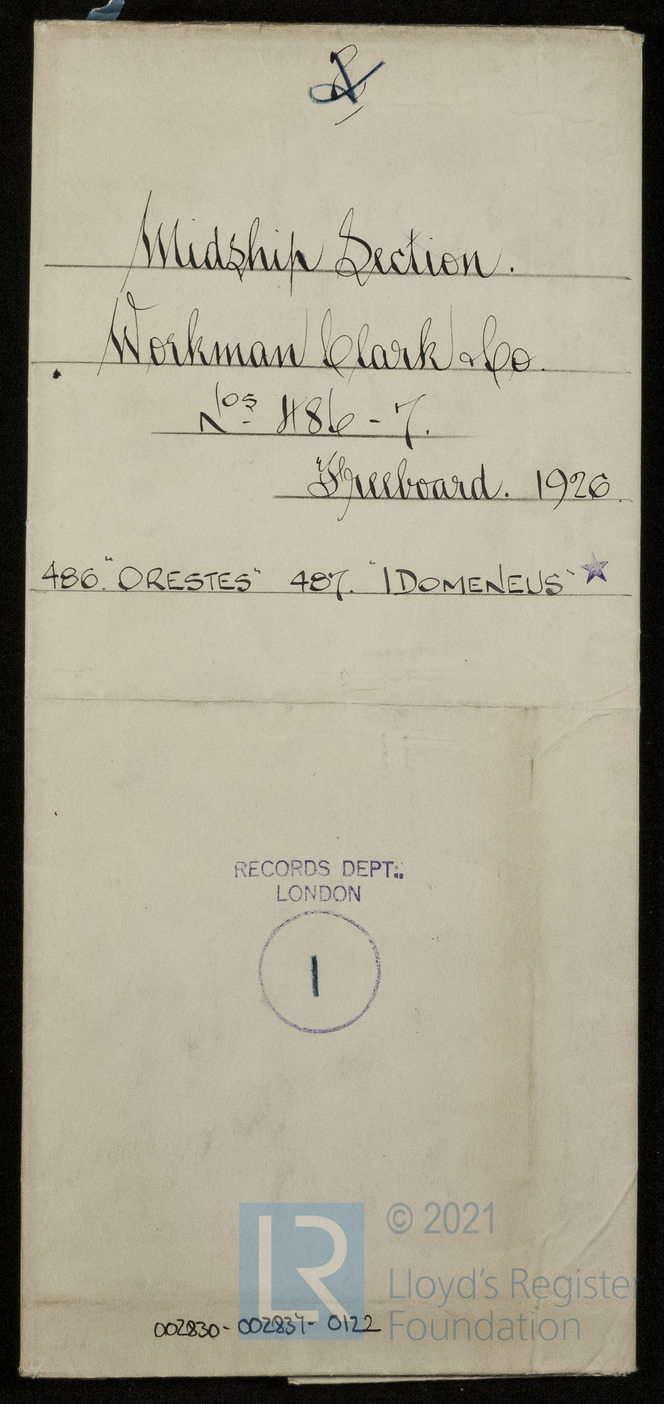 Midship Section.
Workman Clark & Co.
Nos 486 - 7.
Freeboard. 1926.
486. "ORESTES" 487. "IDOMENEUS"
RECORDS DEPT.
LONDON
1
LR
© 2021
Lloyd's Register
Foundation
002830-002837-0122